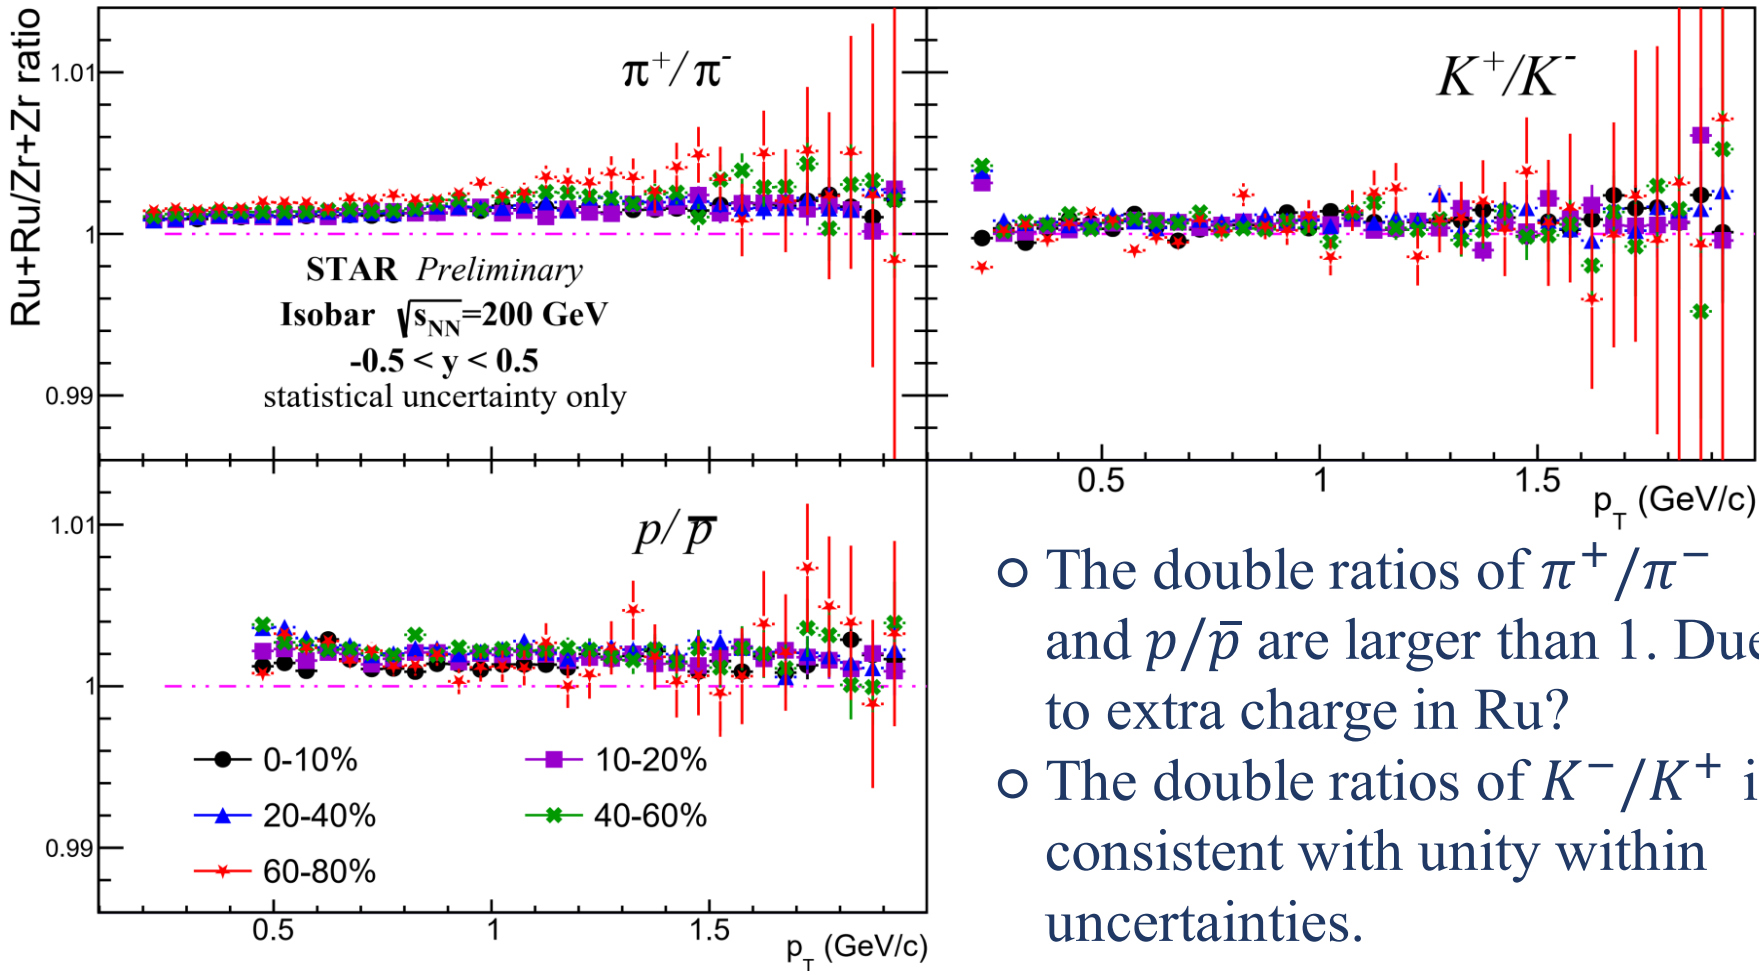 Ru+Ru/Zr+Zr ratio
1.01
1
0.99
π⁺/π⁻
STAR Preliminary
Isobar √sNN=200 GeV
-0.5 < y < 0.5
statistical uncertainty only
K⁺/K⁻
0.5 1 1.5
p_T (GeV/c)
1.01
1
0.99
p/p̅
0-10% 10-20%
20-40% 40-60%
60-80%
0.5 1 1.5
p_T (GeV/c)
○ The double ratios of π⁺/π⁻
and p/p̄ are larger than 1. Due
to extra charge in Ru?
○ The double ratios of K⁻/K⁺ i
consistent with unity within
uncertainties.